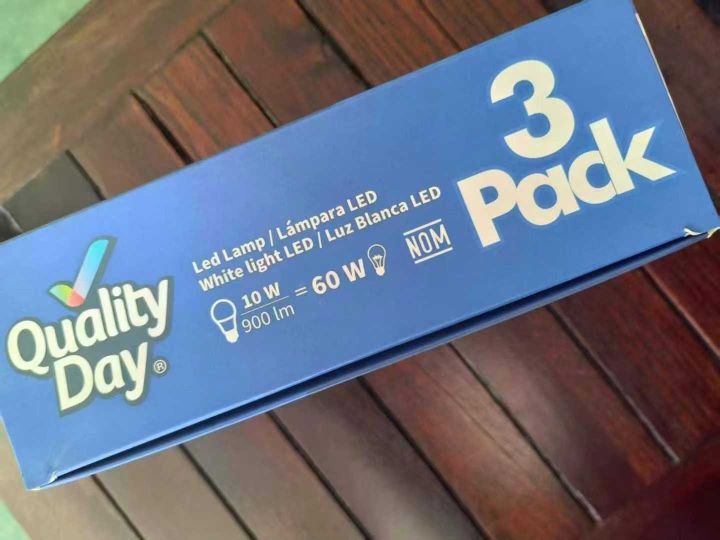 Quality
Day®
Led Lamp / Lámpara LED
White light LED / Luz Blanca LED
10 W
900 lm
= 60 W
NOM
3
Pack